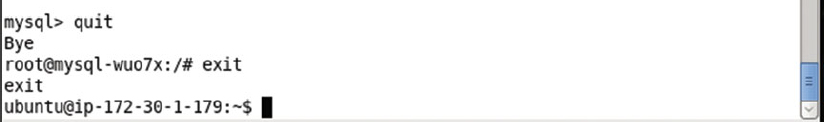 mysql> quit
Bye
root@mysql-wuo7x:/# exit
exit
ubuntu@ip-172-30-1-179:~$